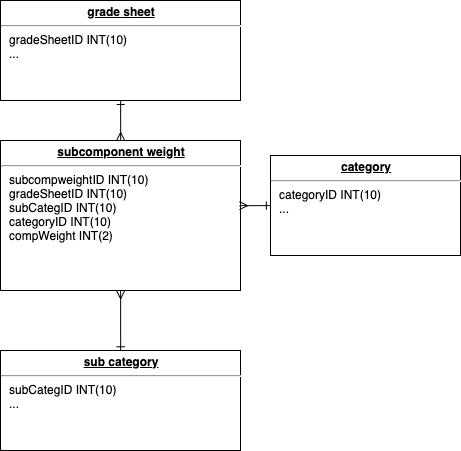 grade sheet
gradeSheetID INT(10)
...
subcomponent weight
subcompweightID INT(10)
gradeSheetID INT(10)
subCategID INT(10)
categoryID INT(10)
compWeight INT(2)
category
categoryID INT(10)
...
sub category
subCategID INT(10)
...